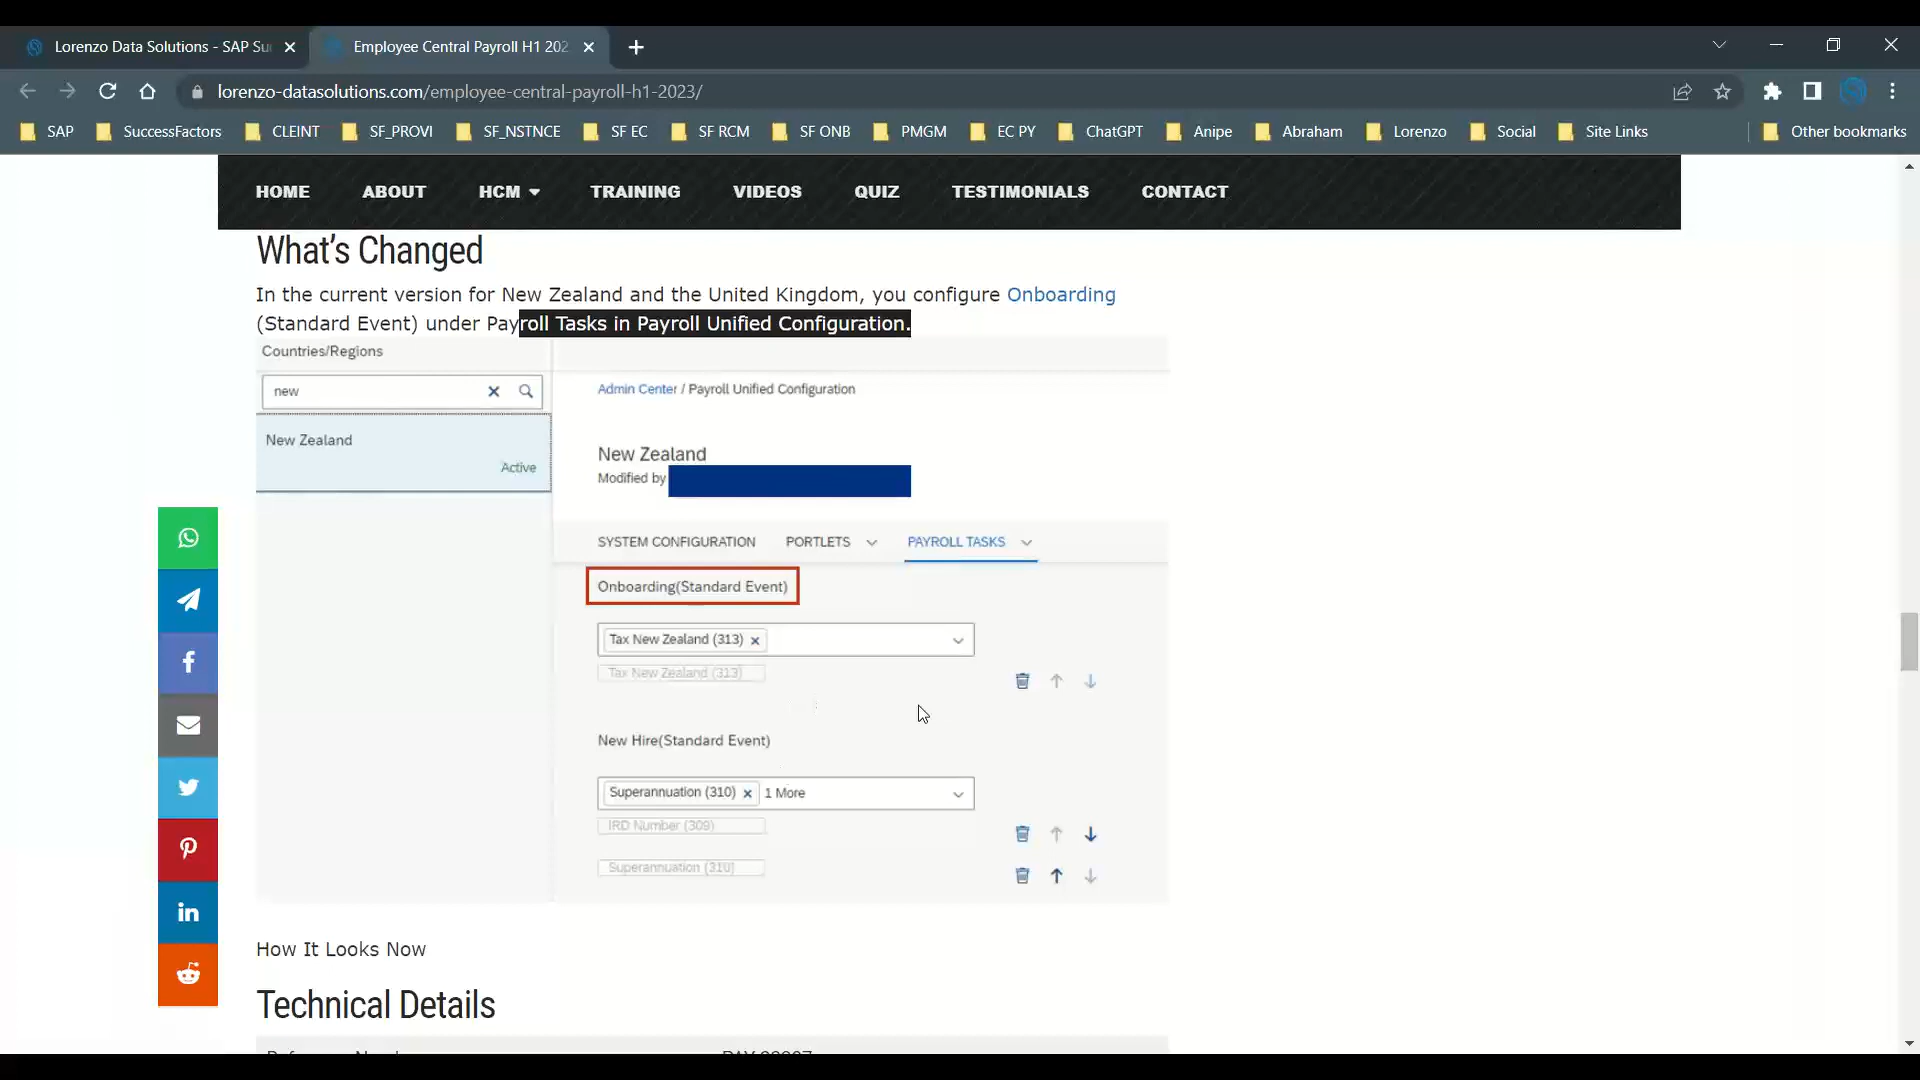 Lorenzo Data Solutions - SAP Su
Employee Central Payroll H1 202
lorenzo-datasolutions.com/employee-central-payroll-h1-2023/
SAP SuccessFactors CLEINT SF_PROVI SF_NSTNCE SF EC SF RCM SF ONB PMGM EC PY ChatGPT Anipe Abraham Lorenzo Social Site Links Other bookmarks
HOME ABOUT HCM TRAINING VIDEOS QUIZ TESTIMONIALS CONTACT
What's Changed
In the current version for New Zealand and the United Kingdom, you configure Onboarding
(Standard Event) under Payroll Tasks in Payroll Unified Configuration.
Countries/Regions
new
New Zealand
Active
Admin Center / Payroll Unified Configuration
New Zealand
Modified by
SYSTEM CONFIGURATION PORTLETS PAYROLL TASKS
Onboarding(Standard Event)
Tax New Zealand (313)
Tax New Zealand (313)
New Hire(Standard Event)
Superannuation (310) 1 More
IRD Number (309)
Superannuation (310)
How It Looks Now
Technical Details